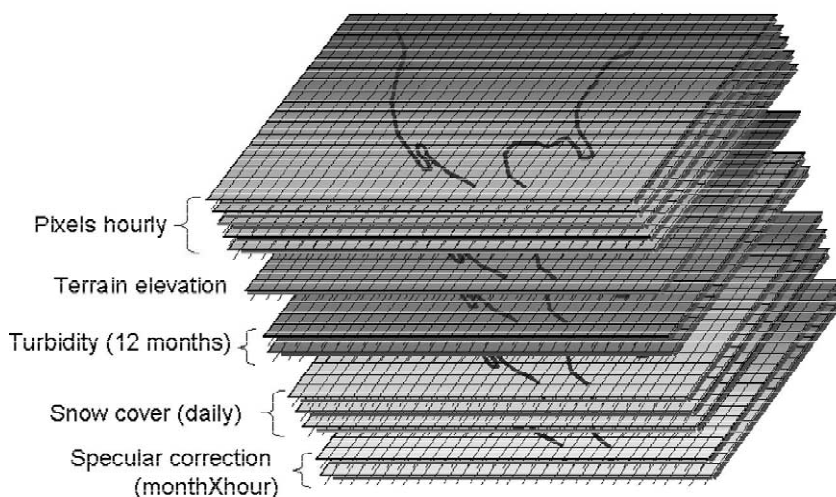 Pixels hourly
Terrain elevation
Turbidity (12 months)
Snow cover (daily)
Specular correction
(monthXhour)